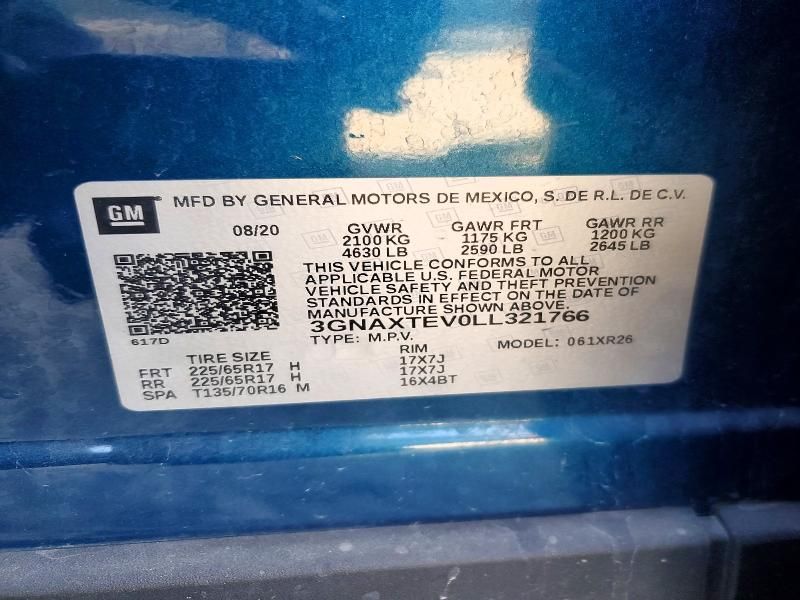 GM MFD BY GENERAL MOTORS DE MEXICO, S. DE R.L. DE C.V.
08/20 GVWR GAWR FRT GAWR RR
2100 KG 1175 KG 1200 KG
4630 LB 2590 LB 2645 LB
THIS VEHICLE CONFORMS TO ALL
APPLICABLE U.S. FEDERAL MOTOR
VEHICLE SAFETY AND THEFT PREVENTION
STANDARDS IN EFFECT ON THE DATE OF
MANUFACTURE SHOWN ABOVE.
3GNAXTEV0LL321766
617D
TYPE: M.P.V. MODEL: 061XR26
TIRE SIZE RIM
FRT 225/65R17 H 17X7J
RR 225/65R17 H 17X7J
SPA T135/70R16 M 16X4BT